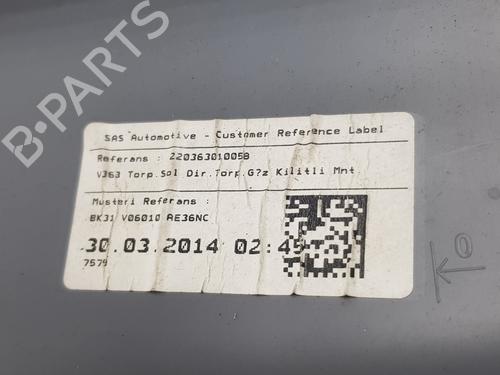 SAS Automotive - Customer Reference Label
Referans : 220363010058
V363 Torp.Sol Dir.Torp.G?z Kilitli Mnt.
Musteri Referans :
BK31 V06010 AE36NC
30.03.2014 02:45
7579
B-PARTS